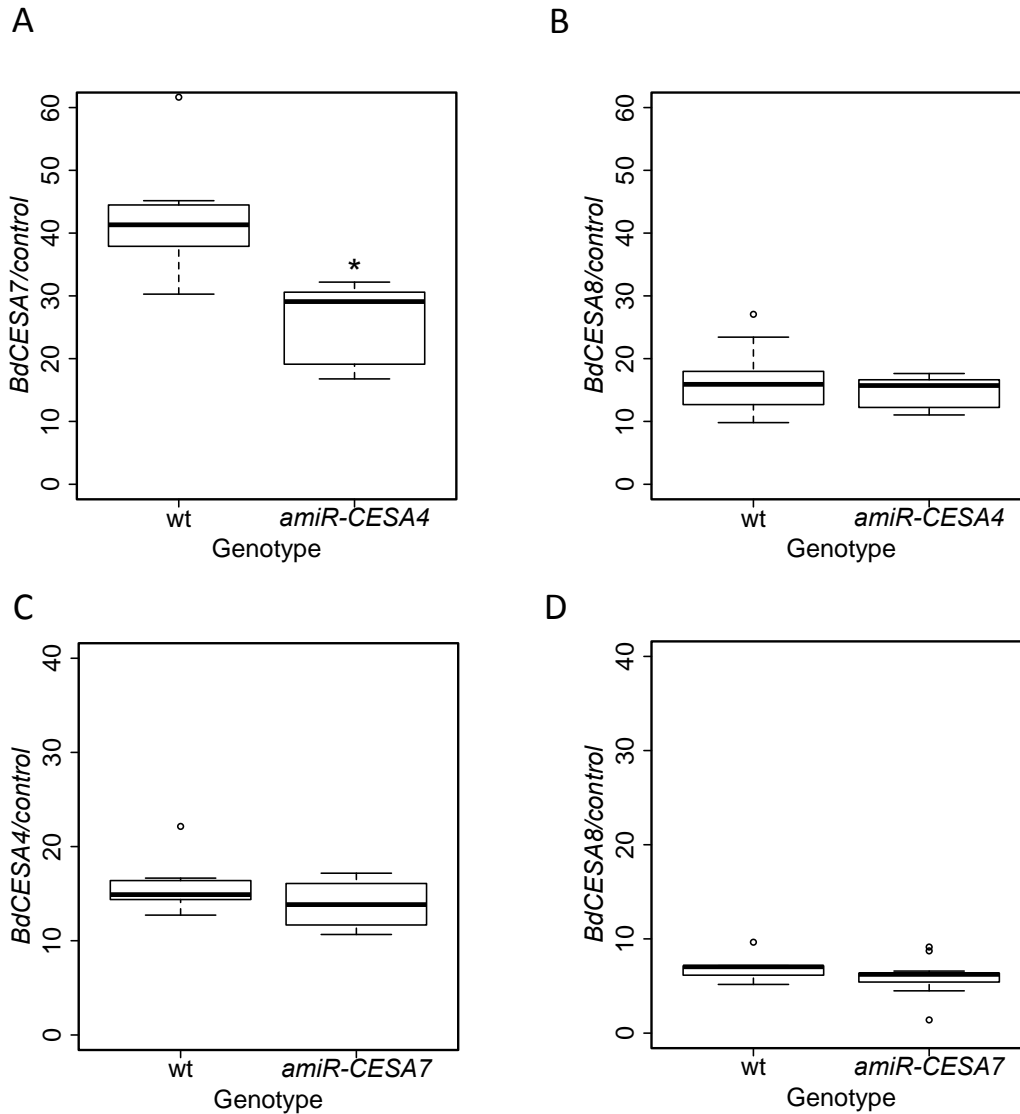 A
BdCESA7/control
60
50
40
30
20
10
0
*
wt
amiR-CESA4
Genotype
B
BdCESA8/control
60
50
40
30
20
10
0
wt
amiR-CESA4
Genotype
C
BdCESA4/control
40
30
20
10
0
wt
amiR-CESA7
Genotype
D
BdCESA8/control
40
30
20
10
0
wt
amiR-CESA7
Genotype